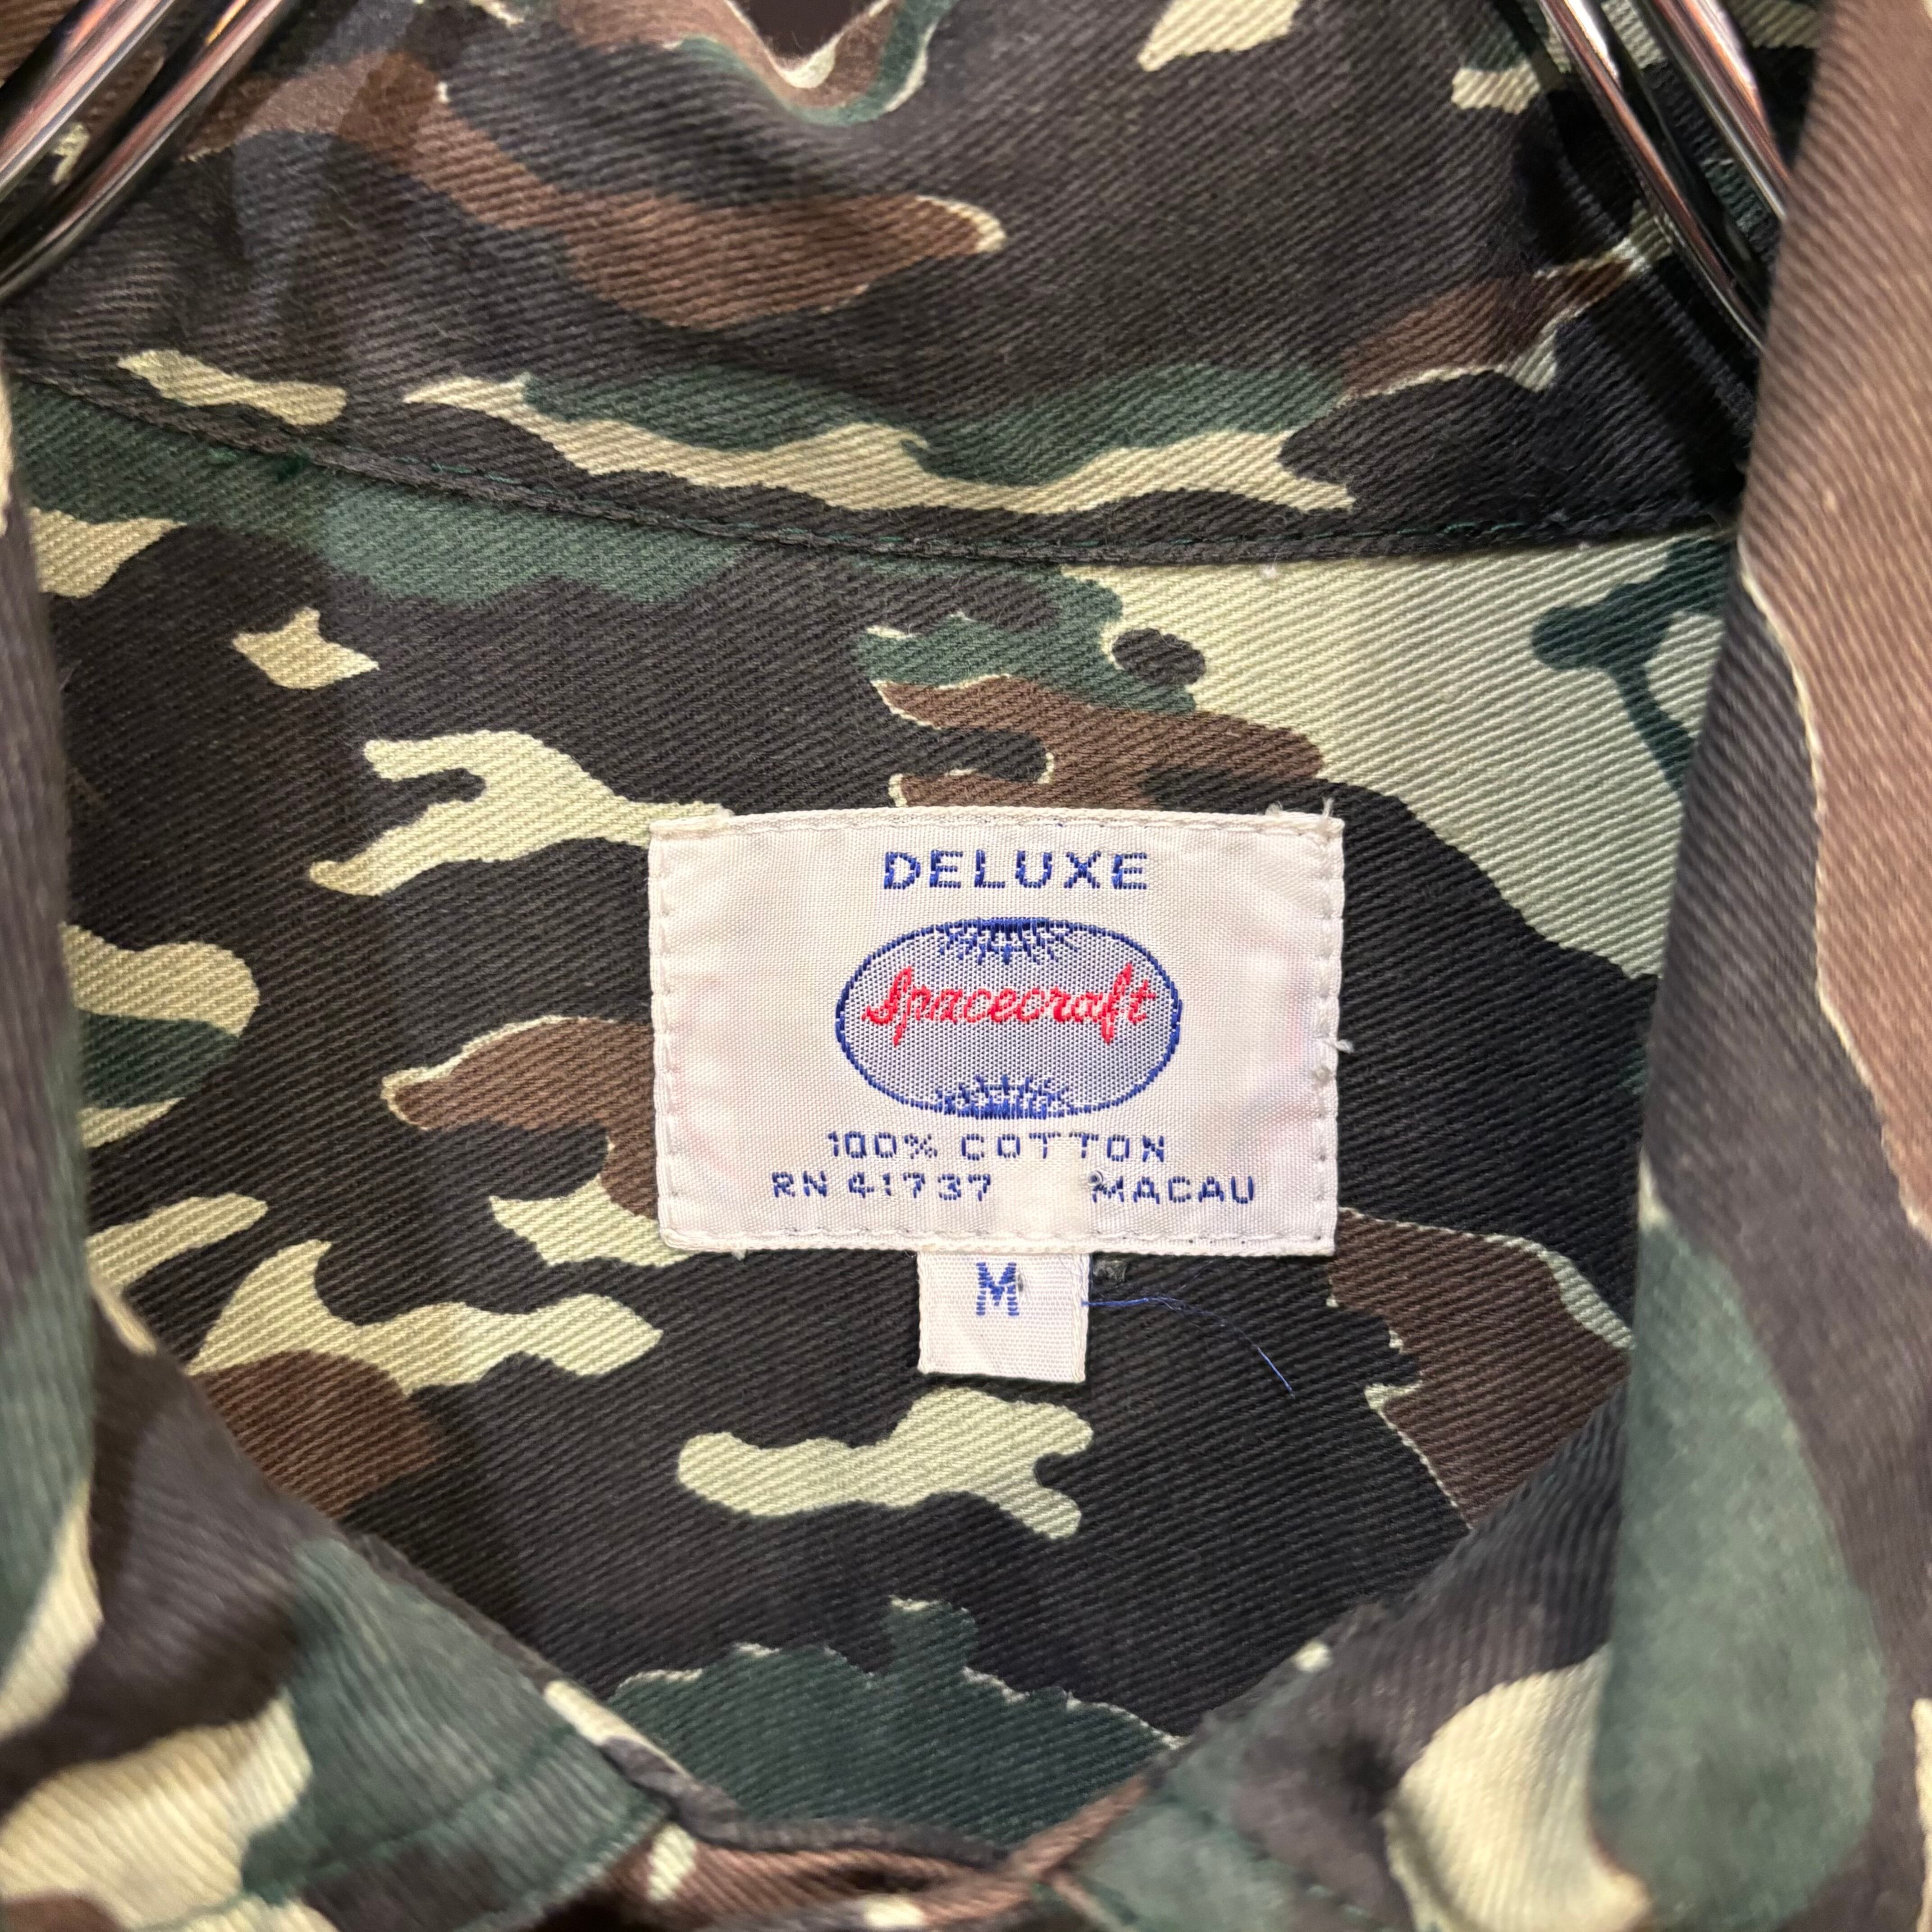 DELUXE
Spacecraft
100% COTTON
RN 41737 MACAU
M